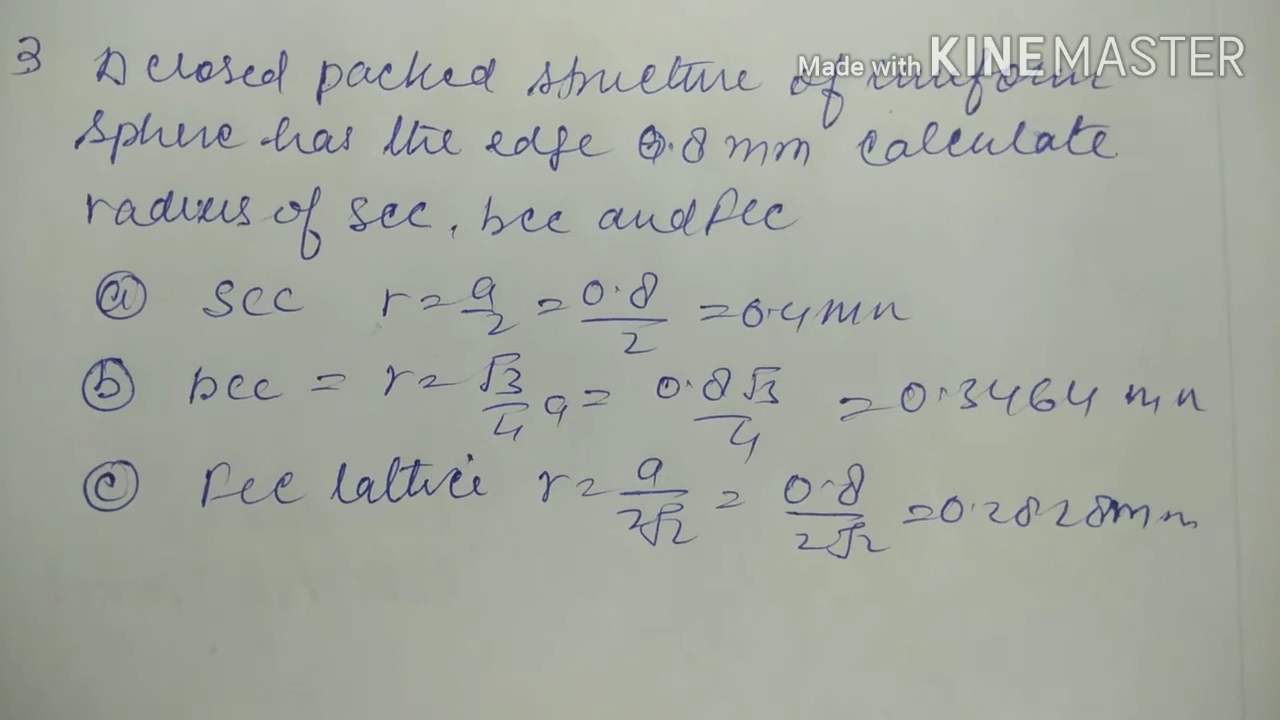 Made with KINEMASTER
3 A closed packed structure of uniform
sphere has the edge 0.8 mm calculate
radius of scc, bcc and fcc
(a) scc r = a/2 = 0.8/2 = 0.4 mm
(b) bcc = r = √3/4 a = 0.8√3/4 = 0.3464 mm
(c) Fcc lattice r = a/2√2 = 0.8/2√2 = 0.2828 mm